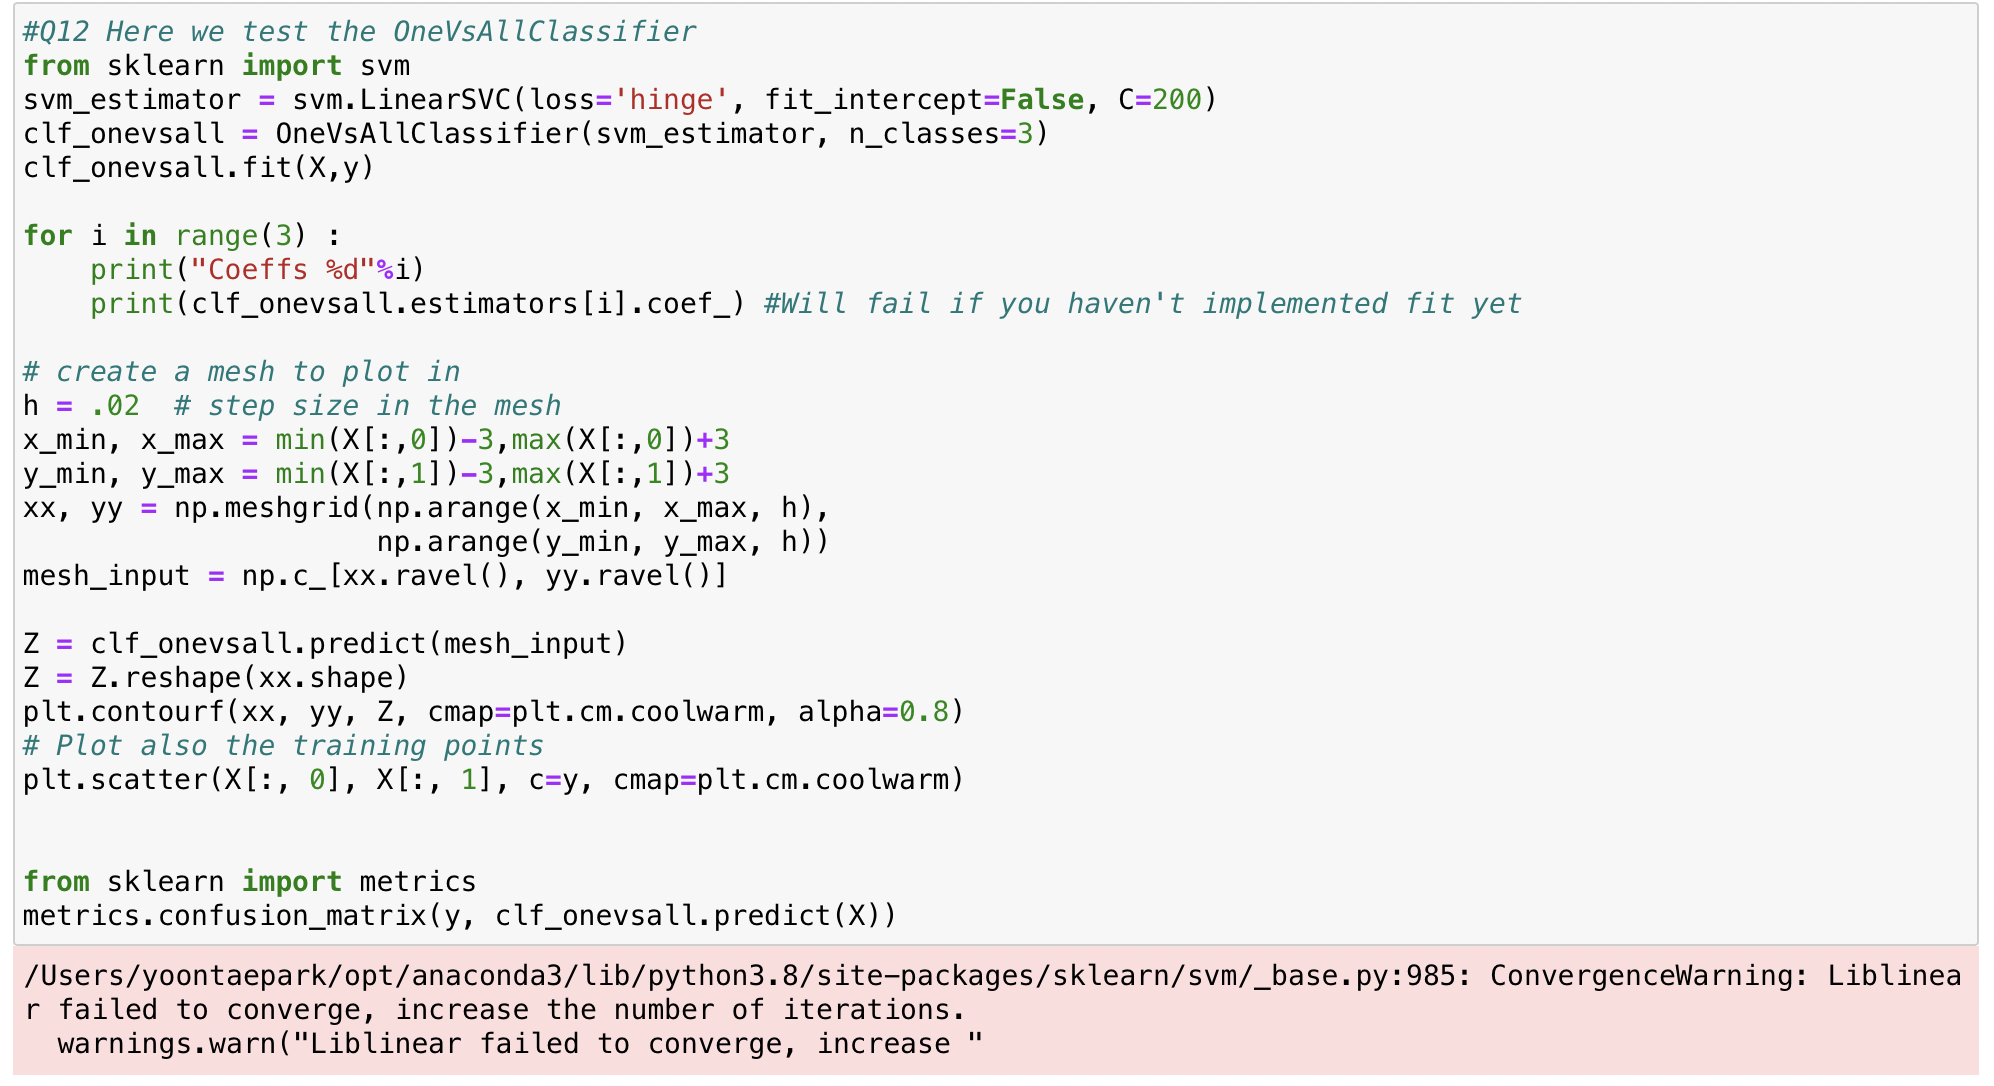 #Q12 Here we test the OneVsAllClassifier
from sklearn import svm
svm_estimator = svm.LinearSVC(loss='hinge', fit_intercept=False, C=200)
clf_onevsall = OneVsAllClassifier(svm_estimator, n_classes=3)
clf_onevsall.fit(X,y)

for i in range(3) :
    print("Coeffs %d"%i)
    print(clf_onevsall.estimators[i].coef_) #Will fail if you haven't implemented fit yet

# create a mesh to plot in
h = .02  # step size in the mesh
x_min, x_max = min(X[:,0])-3,max(X[:,0])+3
y_min, y_max = min(X[:,1])-3,max(X[:,1])+3
xx, yy = np.meshgrid(np.arange(x_min, x_max, h),
                     np.arange(y_min, y_max, h))
mesh_input = np.c_[xx.ravel(), yy.ravel()]

Z = clf_onevsall.predict(mesh_input)
Z = Z.reshape(xx.shape)
plt.contourf(xx, yy, Z, cmap=plt.cm.coolwarm, alpha=0.8)
# Plot also the training points
plt.scatter(X[:, 0], X[:, 1], c=y, cmap=plt.cm.coolwarm)


from sklearn import metrics
metrics.confusion_matrix(y, clf_onevsall.predict(X))
/Users/yoontaepark/opt/anaconda3/lib/python3.8/site-packages/sklearn/svm/_base.py:985: ConvergenceWarning: Liblinea
r failed to converge, increase the number of iterations.
  warnings.warn("Liblinear failed to converge, increase "